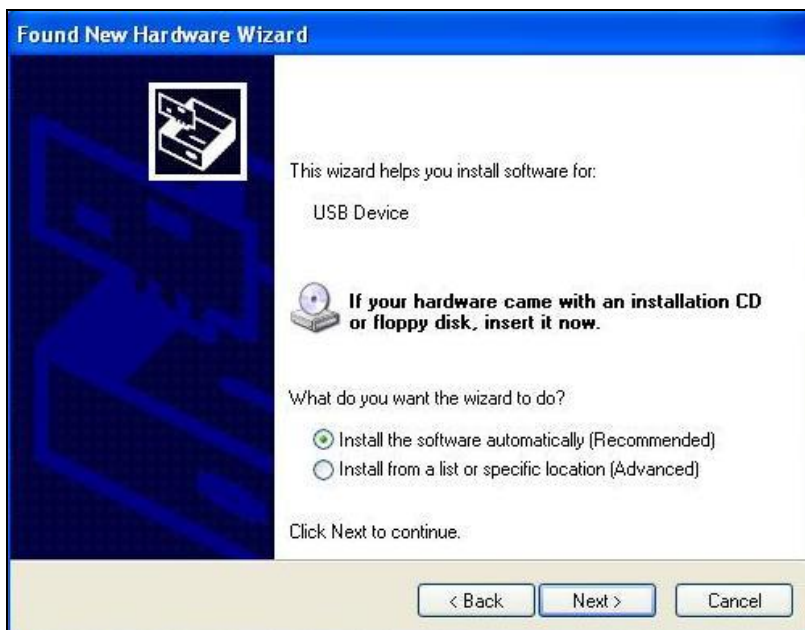 Found New Hardware Wizard
This wizard helps you install software for:
USB Device
If your hardware came with an installation CD
or floppy disk, insert it now.
What do you want the wizard to do?
Install the software automatically (Recommended)
Install from a list or specific location (Advanced)
Click Next to continue.
< Back Next > Cancel